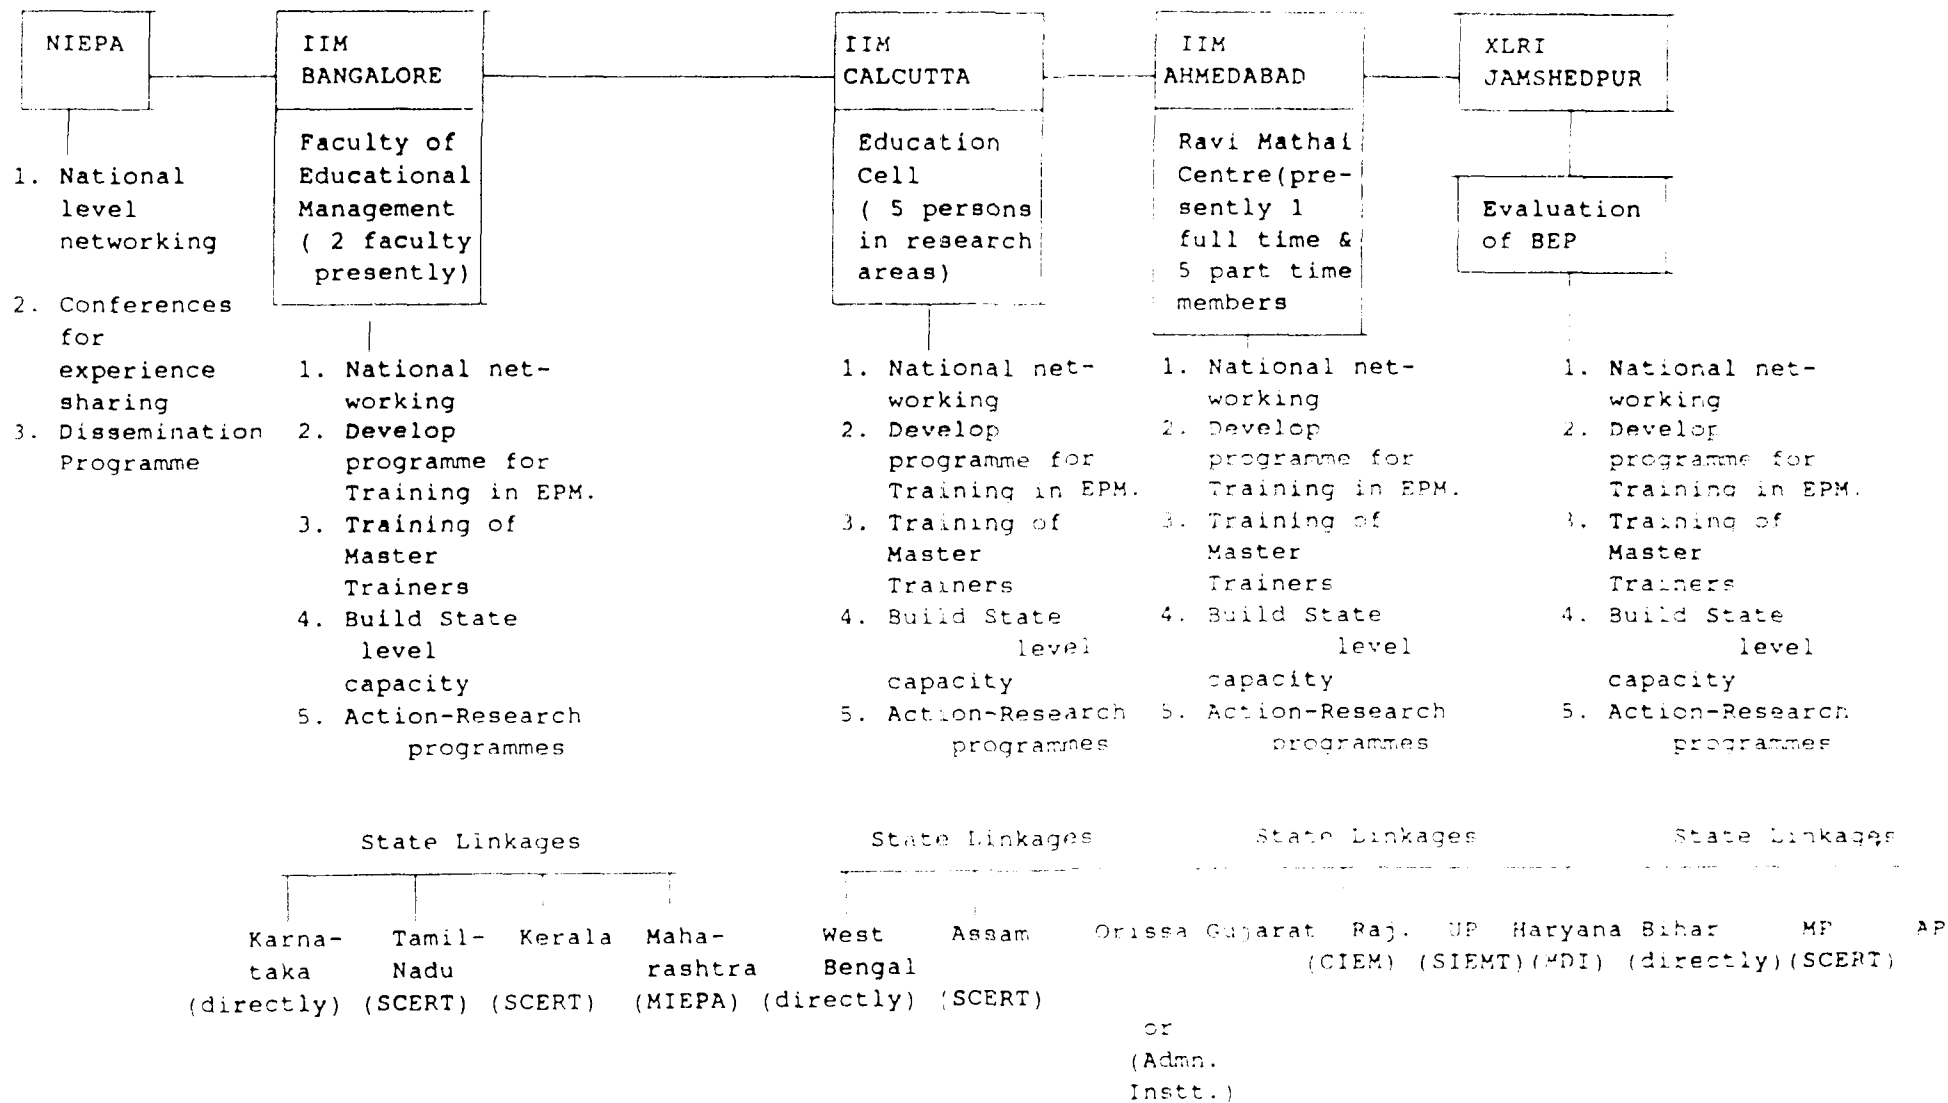 NIEPA
IIM
BANGALORE
IIM
CALCUTTA
IIM
AHMEDABAD
XLRI
JAMSHEDPUR
1. National
level
networking
2. Conferences
for
experience
sharing
3. Dissemination
Programme
Faculty of
Educational
Management
( 2 faculty
presently)
1. National net-
working
2. Develop
programme for
Training in EPM.
3. Training of
Master
Trainers
4. Build State
level
capacity
5. Action-Research
programmes
Education
Cell
( 5 persons
in research
areas)
1. National net-
working
2. Develop
programme for
Training in EPM.
3. Training of
Master
Trainers
4. Build State
level
capacity
5. Action-Research
programmes
Ravi Mathai
Centre(pre-
sently 1
full time &
5 part time
members
1. National net-
working
2. Develop
programme for
Training in EPM.
3. Training of
Master
Trainers
4. Build State
level
capacity
5. Action-Research
programmes
Evaluation
of BEP
1. National net-
working
2. Develop
programme for
Training in EPM.
3. Training of
Master
Trainers
4. Build State
level
capacity
5. Action-Research
programmes
State Linkages
State Linkages
State Linkages
State Linkages
Karna-
taka
(directly)
Tamil-
Nadu
(SCERT)
Kerala
(SCERT)
Maha-
rashtra
(MIEPA)
West
Bengal
(directly)
Assam
(SCERT)
Orissa
or
(Admn.
Instt.)
Gujarat
Raj.
(CIEM)
UP
(SIEMT)
Haryana
(MDI)
Bihar
(directly)
MP
(SCERT)
AP